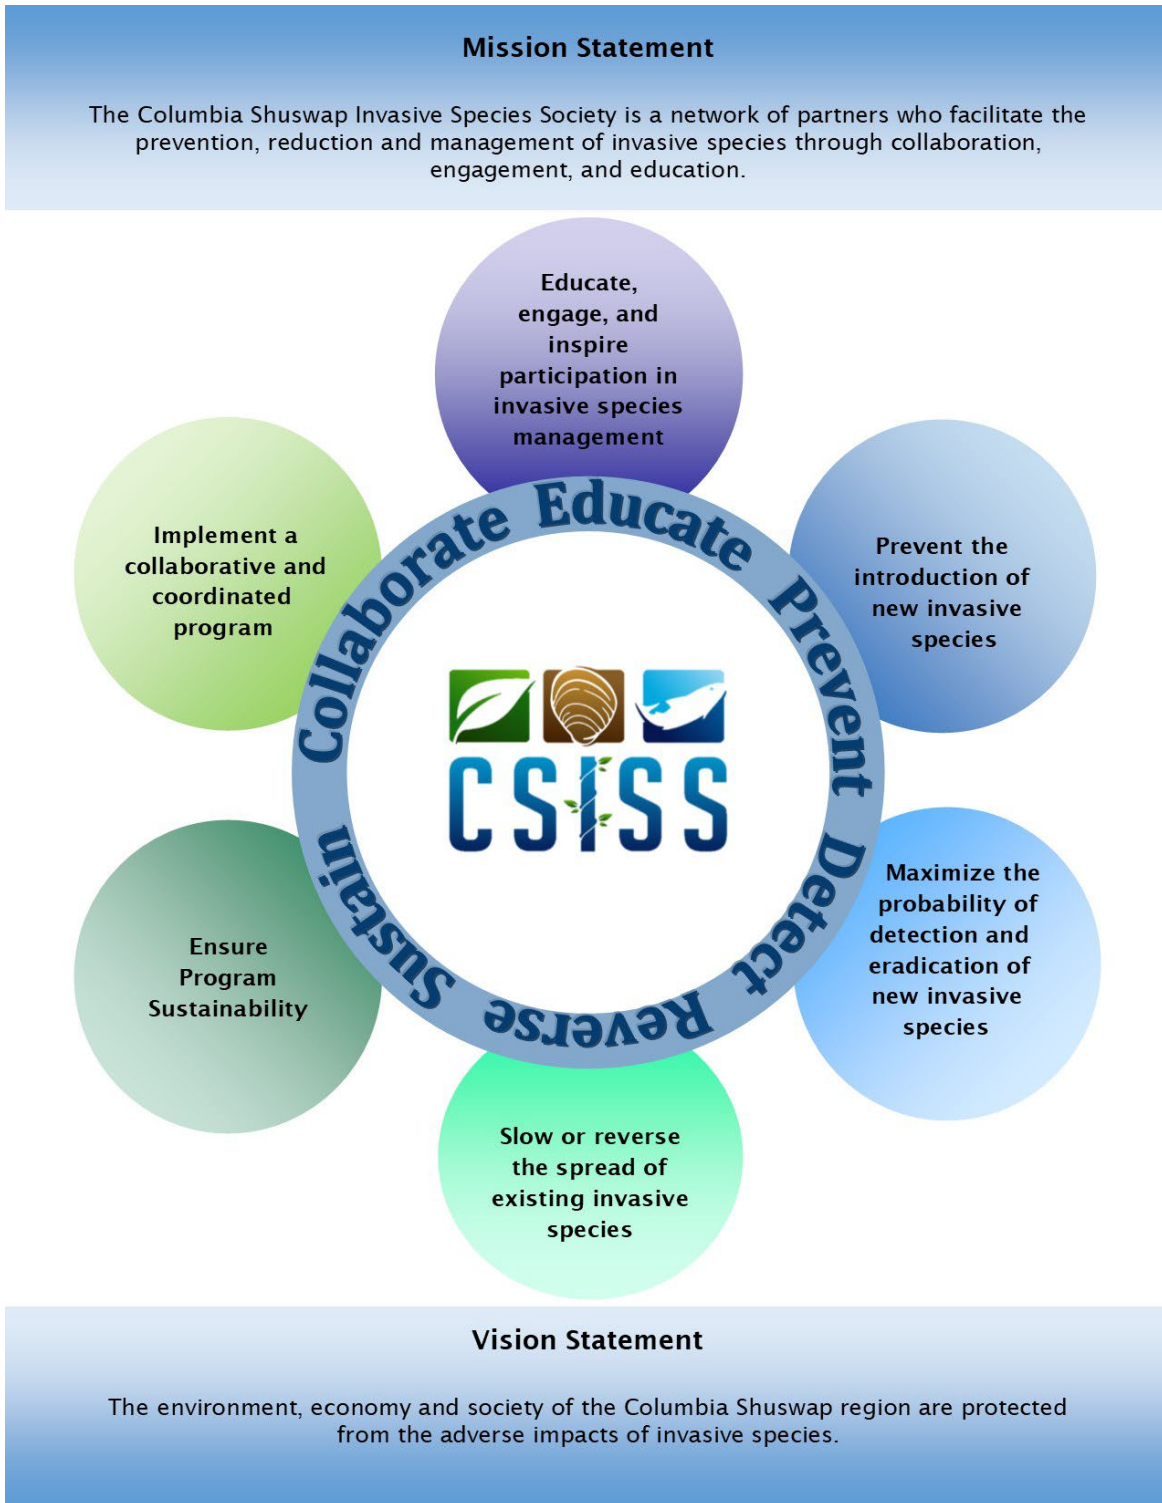 Mission Statement
The Columbia Shuswap Invasive Species Society is a network of partners who facilitate the
prevention, reduction and management of invasive species through collaboration,
engagement, and education.
Educate,
engage, and
inspire
participation in
invasive species
management
Implement a
collaborative and
coordinated
program
Prevent the
introduction of
new invasive
species
Collaborate Educate Prevent Detect Reverse Sustain
CSISS
Ensure
Program
Sustainability
Maximize the
probability of
detection and
eradication of
new invasive
species
Slow or reverse
the spread of
existing invasive
species
Vision Statement
The environment, economy and society of the Columbia Shuswap region are protected
from the adverse impacts of invasive species.